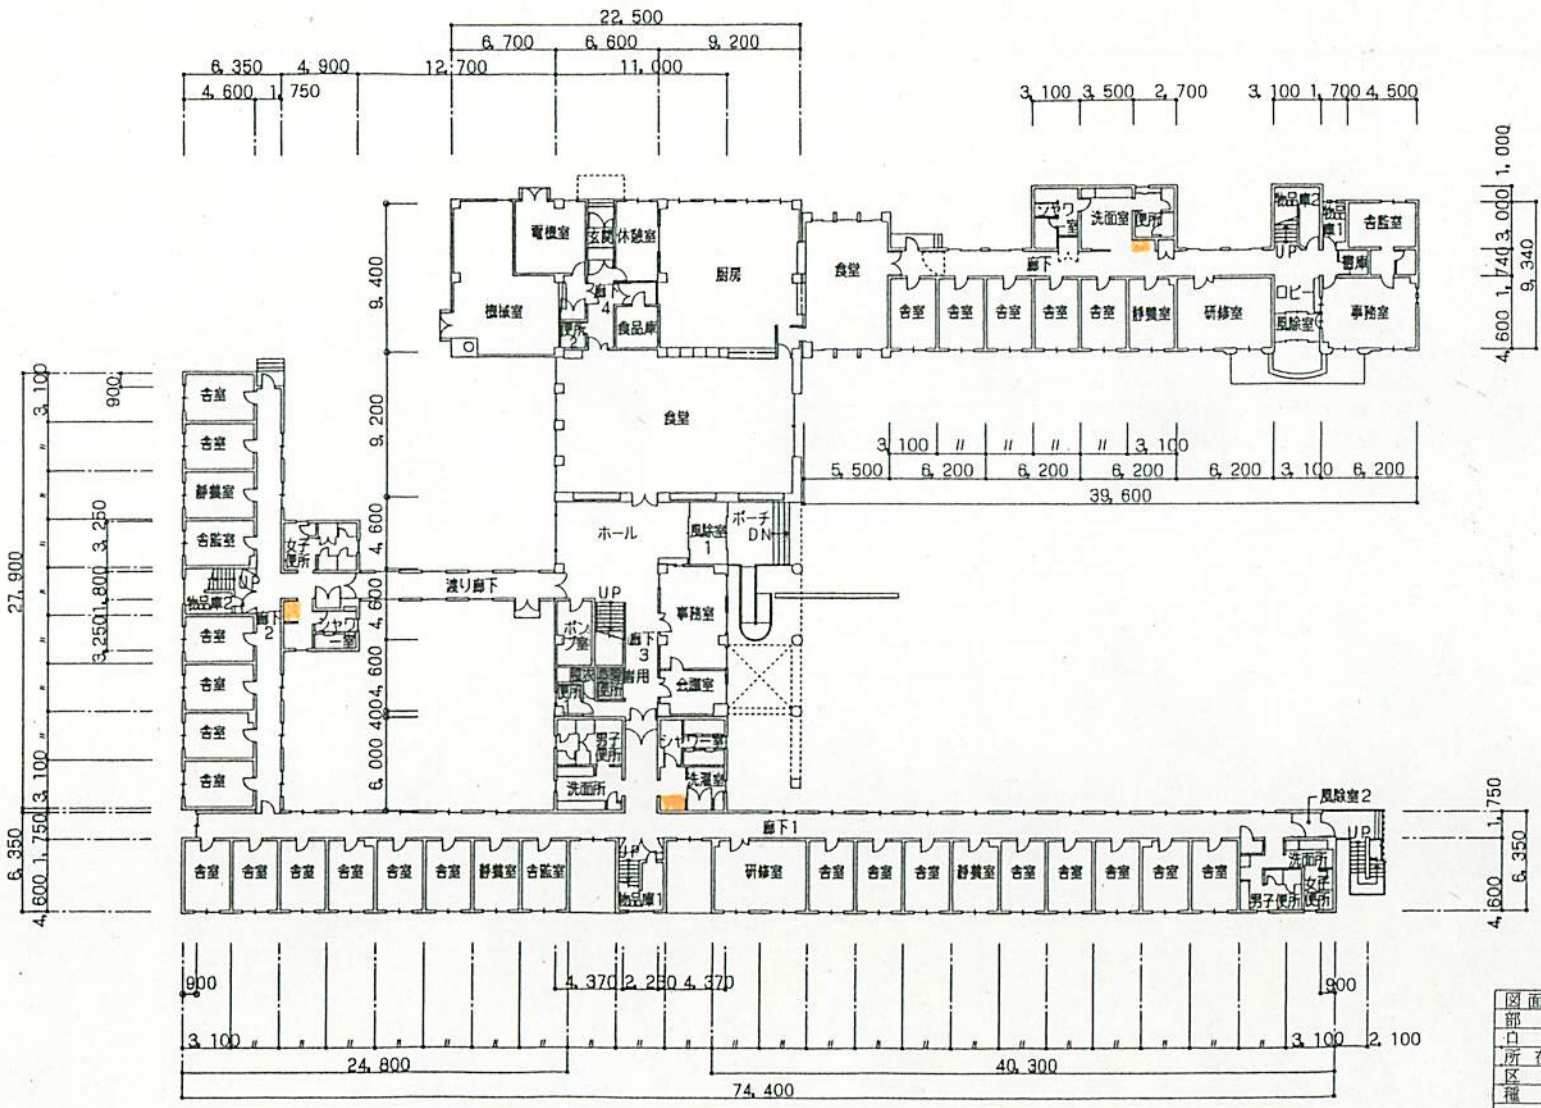 22,500
6,700 6,600 9,200
6,350 4,900 12,700 11,000
4,600 1,750
3,100 3,500 2,700
3,100 1,700 4,500
1,000
3,000
1,740
4,600
9,340
電機室
玄関
休憩室
厨房
機械室
廊下
4
便所
2
食品庫
食堂
シャワ
ー室
洗面室
便所
物品庫2
物品
庫1
舎監室
廊下
UP
書庫
ロビー
風除室
事務室
舎室 舎室 舎室 舎室 舎室 静養室 研修室
9,400
9,200
4,600
4,600
4,600
400
6,000
食堂
3,100 〃 〃 〃 〃 3,100
5,500 6,200 6,200 6,200 6,200 3,100 6,200
39,600
900
3,100
〃
〃
3,250
1,800
3,250
27,900
〃
〃
3,100
舎室
舎室
静養室
舎監室
UP
物品庫2
廊下
2
舎室
舎室
舎室
舎室
女子
便所
シャワ
ー室
渡り廊下
ホール
風除室
1
ポーチ
DN
UP
ポン
プ室
廊下
3
事務室
会議室
便所
便所
男子
便所
洗面所
シャワー室
洗濯室
廊下1
風除室2
UP
6,350
1,750
4,600
1,750
4,600
6,350
舎室 舎室 舎室 舎室 舎室 舎室 静養室 舎監室
UP
物品庫1
研修室 舎室 舎室 舎室 静養室 舎室 舎室 舎室 舎室 舎室
洗面所
男子便所
女子
便所
900
4,370 2,230 4,370
900
3,100 〃 〃 〃 〃 〃 〃 〃 〃 〃 〃 〃 〃 〃 〃 〃 〃 3,100 2,100
24,800
40,300
74,400
図面
部
口
所在
区
種